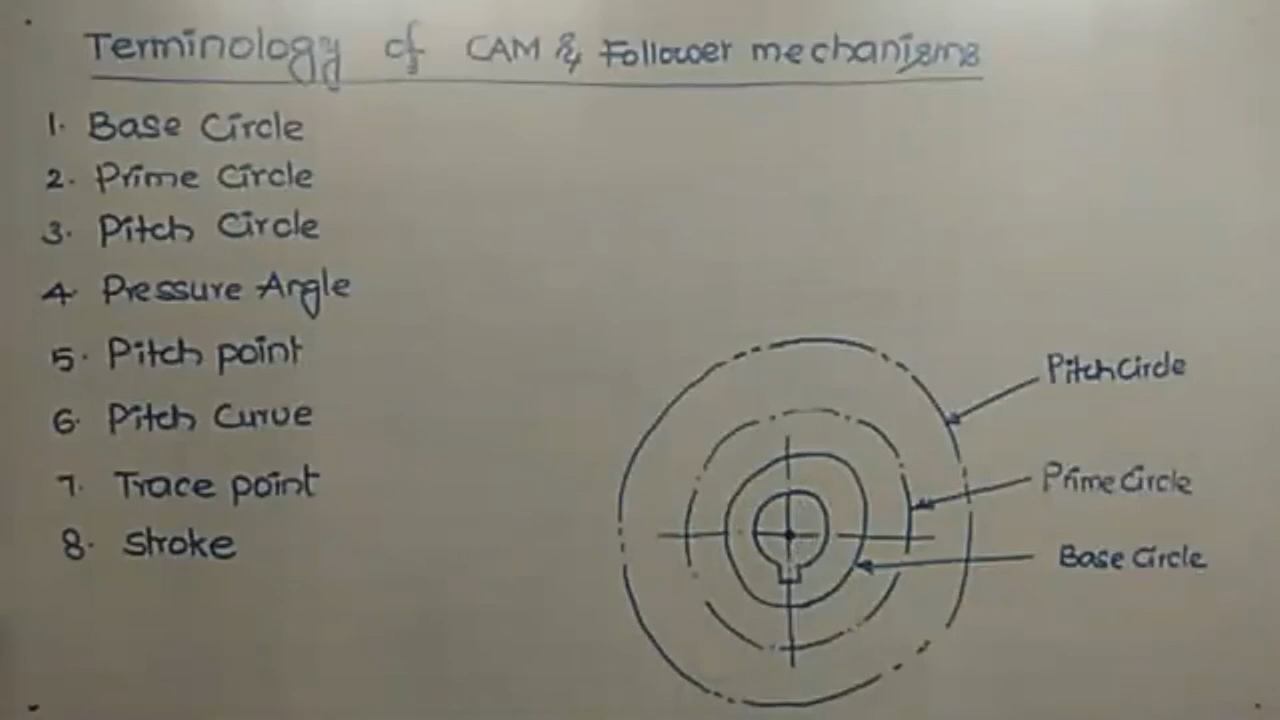 Terminology of CAM & Follower mechanisms
1. Base Circle
2. Prime Circle
3. Pitch Circle
4. Pressure Angle
5. Pitch point
6. Pitch Curve
7. Trace point
8. Stroke
Pitch Circle
Prime Circle
Base Circle